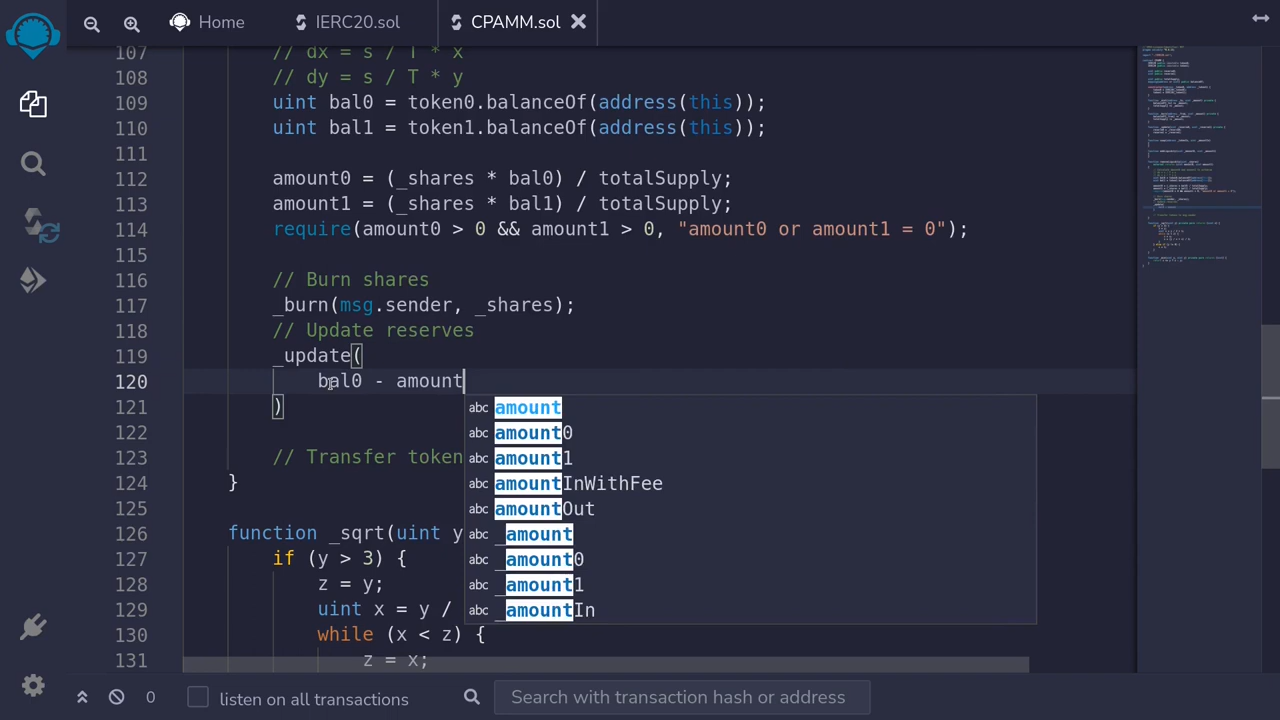 Home
IERC20.sol
CPAMM.sol
107 // dx = s / T * x
108 // dy = s / T * y
109 uint bal0 = token0.balanceOf(address(this));
110 uint bal1 = token1.balanceOf(address(this));
111
112 amount0 = (_shares * bal0) / totalSupply;
113 amount1 = (_shares * bal1) / totalSupply;
114 require(amount0 > 0 && amount1 > 0, "amount0 or amount1 = 0");
115
116 // Burn shares
117 _burn(msg.sender, _shares);
118 // Update reserves
119 _update(
120 bal0 - amount
121 )
122
123 // Transfer token
124 }
125
126 function _sqrt(uint y
127 if (y > 3) {
128 z = y;
129 uint x = y /
130 while (x < z) {
131 z = x;
abc amount
abc amount0
abc amount1
abc amountInWithFee
abc amountOut
abc _amount
abc _amount0
abc _amount1
abc _amountIn
0
listen on all transactions
Search with transaction hash or address